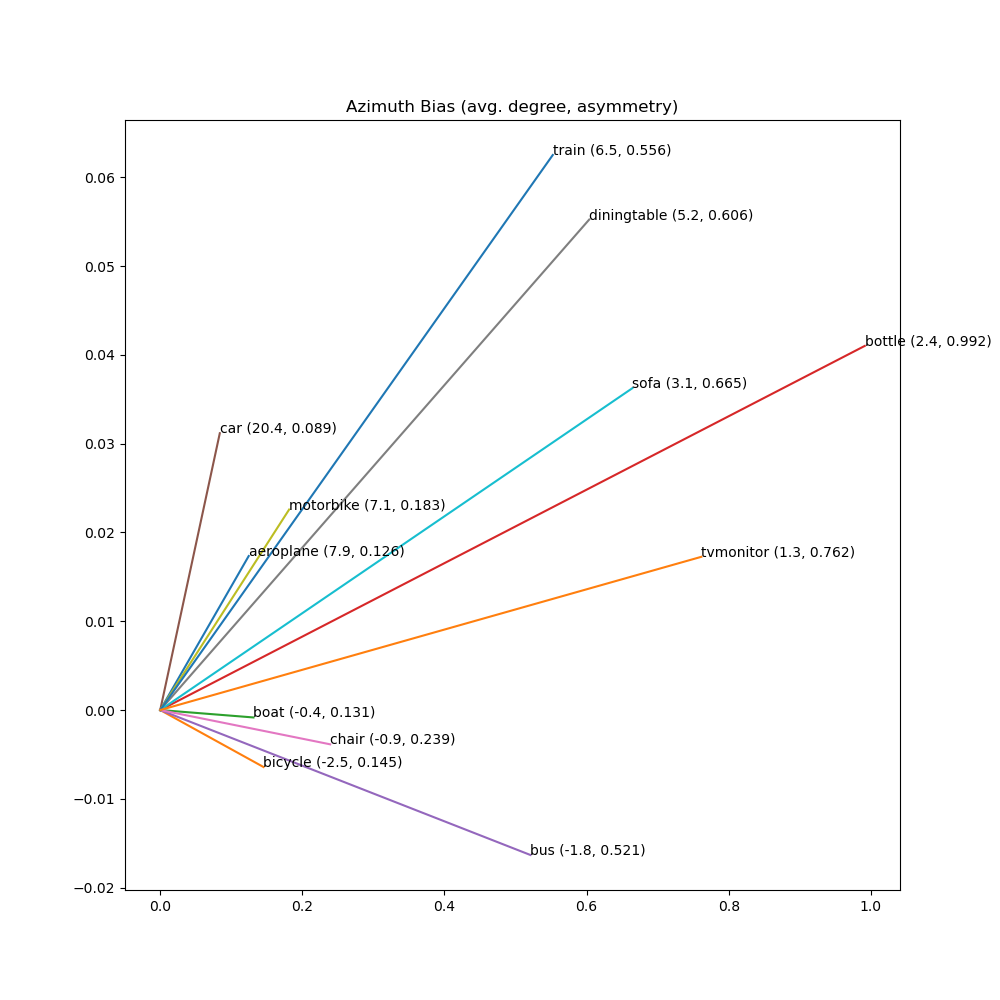 Azimuth Bias (avg. degree, asymmetry)
train (6.5, 0.556)
0.06
diningtable (5.2, 0.606)
0.05
0.04
bottle (2.4, 0.992)
sofa (3.1, 0.665)
0.03
car (20.4, 0.089)
motorbike (7.1, 0.183)
0.02
aeroplane (7.9, 0.126)
tvmonitor (1.3, 0.762)
0.01
0.00
boat (-0.4, 0.131)
chair (-0.9, 0.239)
bicycle (-2.5, 0.145)
−0.01
bus (-1.8, 0.521)
−0.02
0.0 0.2 0.4 0.6 0.8 1.0